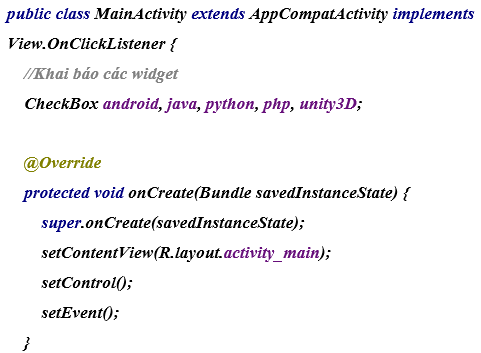 public class MainActivity extends AppCompatActivity implements
View.OnClickListener {
//Khai báo các widget
CheckBox android, java, python, php, unity3D;
@Override
protected void onCreate(Bundle savedInstanceState) {
super.onCreate(savedInstanceState);
setContentView(R.layout.activity_main);
setControl();
setEvent();
}